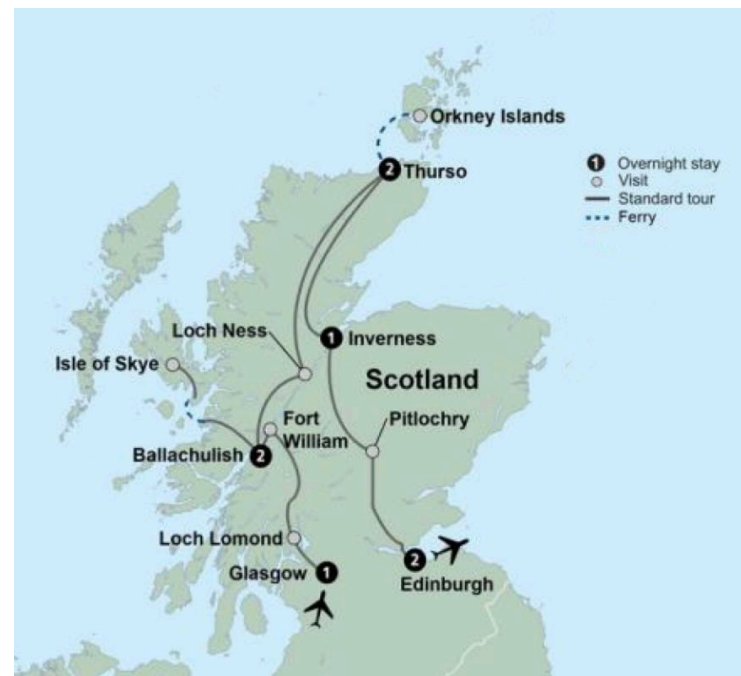 Orkney Islands
2 Thurso
1 Overnight stay
Visit
Standard tour
Ferry
Loch Ness
1 Inverness
Isle of Skye
Scotland
Fort
William
Pitlochry
Ballachulish 2
Loch Lomond
Glasgow 1
2
Edinburgh